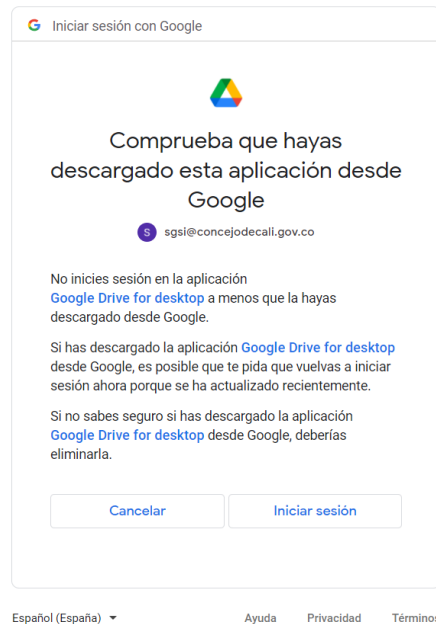 Iniciar sesión con Google
Comprueba que hayas
descargado esta aplicación desde
Google
S sgsi@concejodecali.gov.co
No inicies sesión en la aplicación
Google Drive for desktop a menos que la hayas
descargado desde Google.
Si has descargado la aplicación Google Drive for desktop
desde Google, es posible que te pida que vuelvas a iniciar
sesión ahora porque se ha actualizado recientemente.
Si no sabes seguro si has descargado la aplicación
Google Drive for desktop desde Google, deberías
eliminarla.
Cancelar Iniciar sesión
Español (España) Ayuda Privacidad Términos